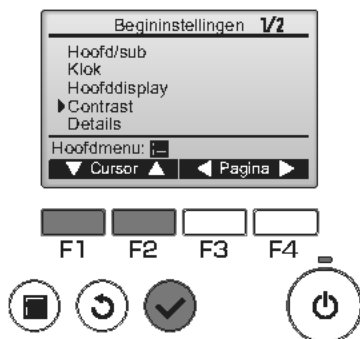 Begininstellingen 1/2
Hoofd/sub
Klok
Hoofddisplay
Contrast
Details
Hoofdmenu:
Cursor Pagina
F1 F2 F3 F4